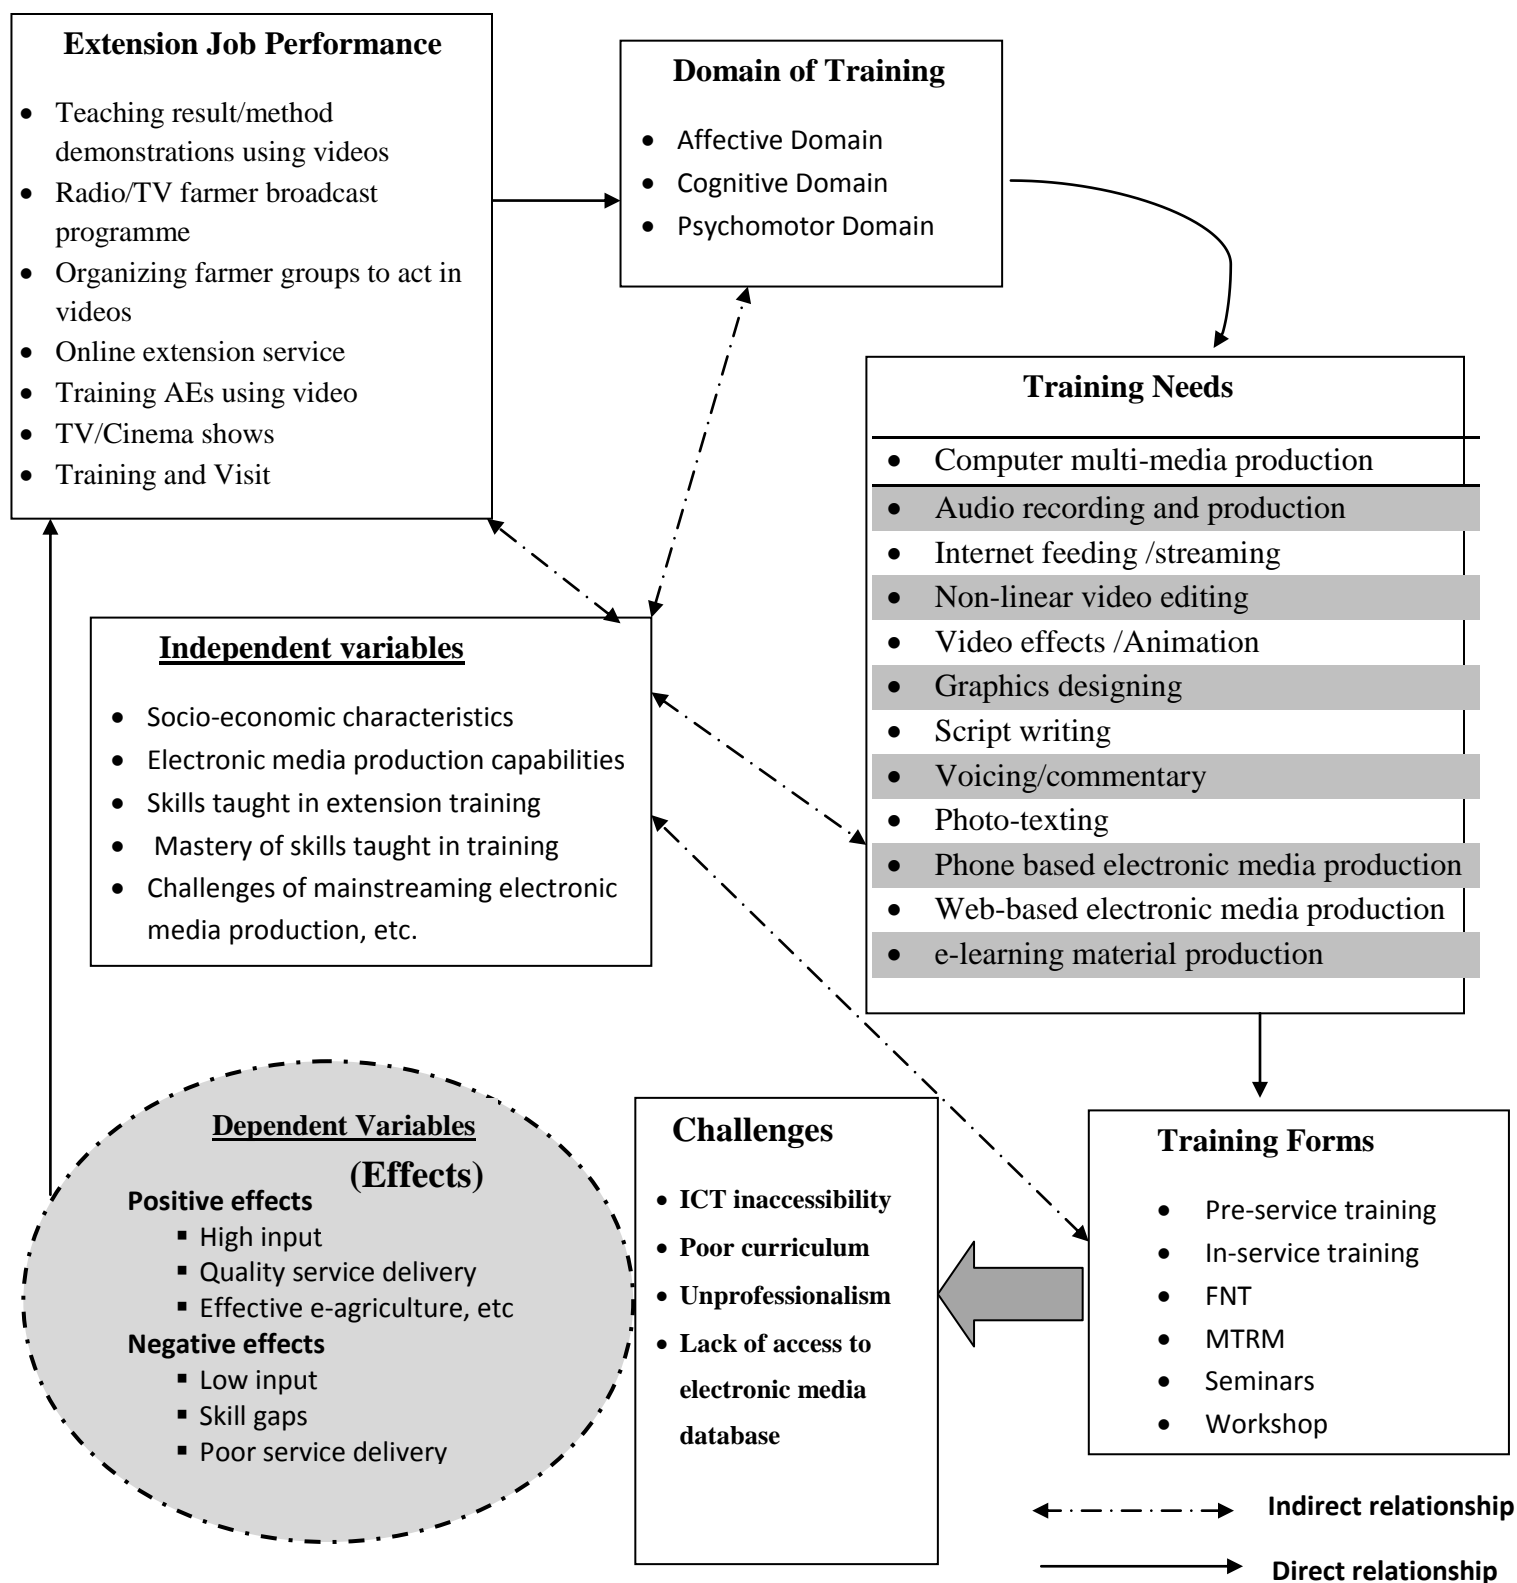 Extension Job Performance
• Teaching result/method
demonstrations using videos
• Radio/TV farmer broadcast
programme
• Organizing farmer groups to act in
videos
• Online extension service
• Training AEs using video
• TV/Cinema shows
• Training and Visit
Domain of Training
• Affective Domain
• Cognitive Domain
• Psychomotor Domain
Training Needs
• Computer multi-media production
• Audio recording and production
• Internet feeding /streaming
• Non-linear video editing
• Video effects /Animation
• Graphics designing
• Script writing
• Voicing/commentary
• Photo-texting
• Phone based electronic media production
• Web-based electronic media production
• e-learning material production
Independent variables
• Socio-economic characteristics
• Electronic media production capabilities
• Skills taught in extension training
• Mastery of skills taught in training
• Challenges of mainstreaming electronic
media production, etc.
Dependent Variables
(Effects)
Positive effects
▪ High input
▪ Quality service delivery
▪ Effective e-agriculture, etc
Negative effects
▪ Low input
▪ Skill gaps
▪ Poor service delivery
Challenges
• ICT inaccessibility
• Poor curriculum
• Unprofessionalism
• Lack of access to
electronic media
database
Training Forms
• Pre-service training
• In-service training
• FNT
• MTRM
• Seminars
• Workshop
Indirect relationship
Direct relationship